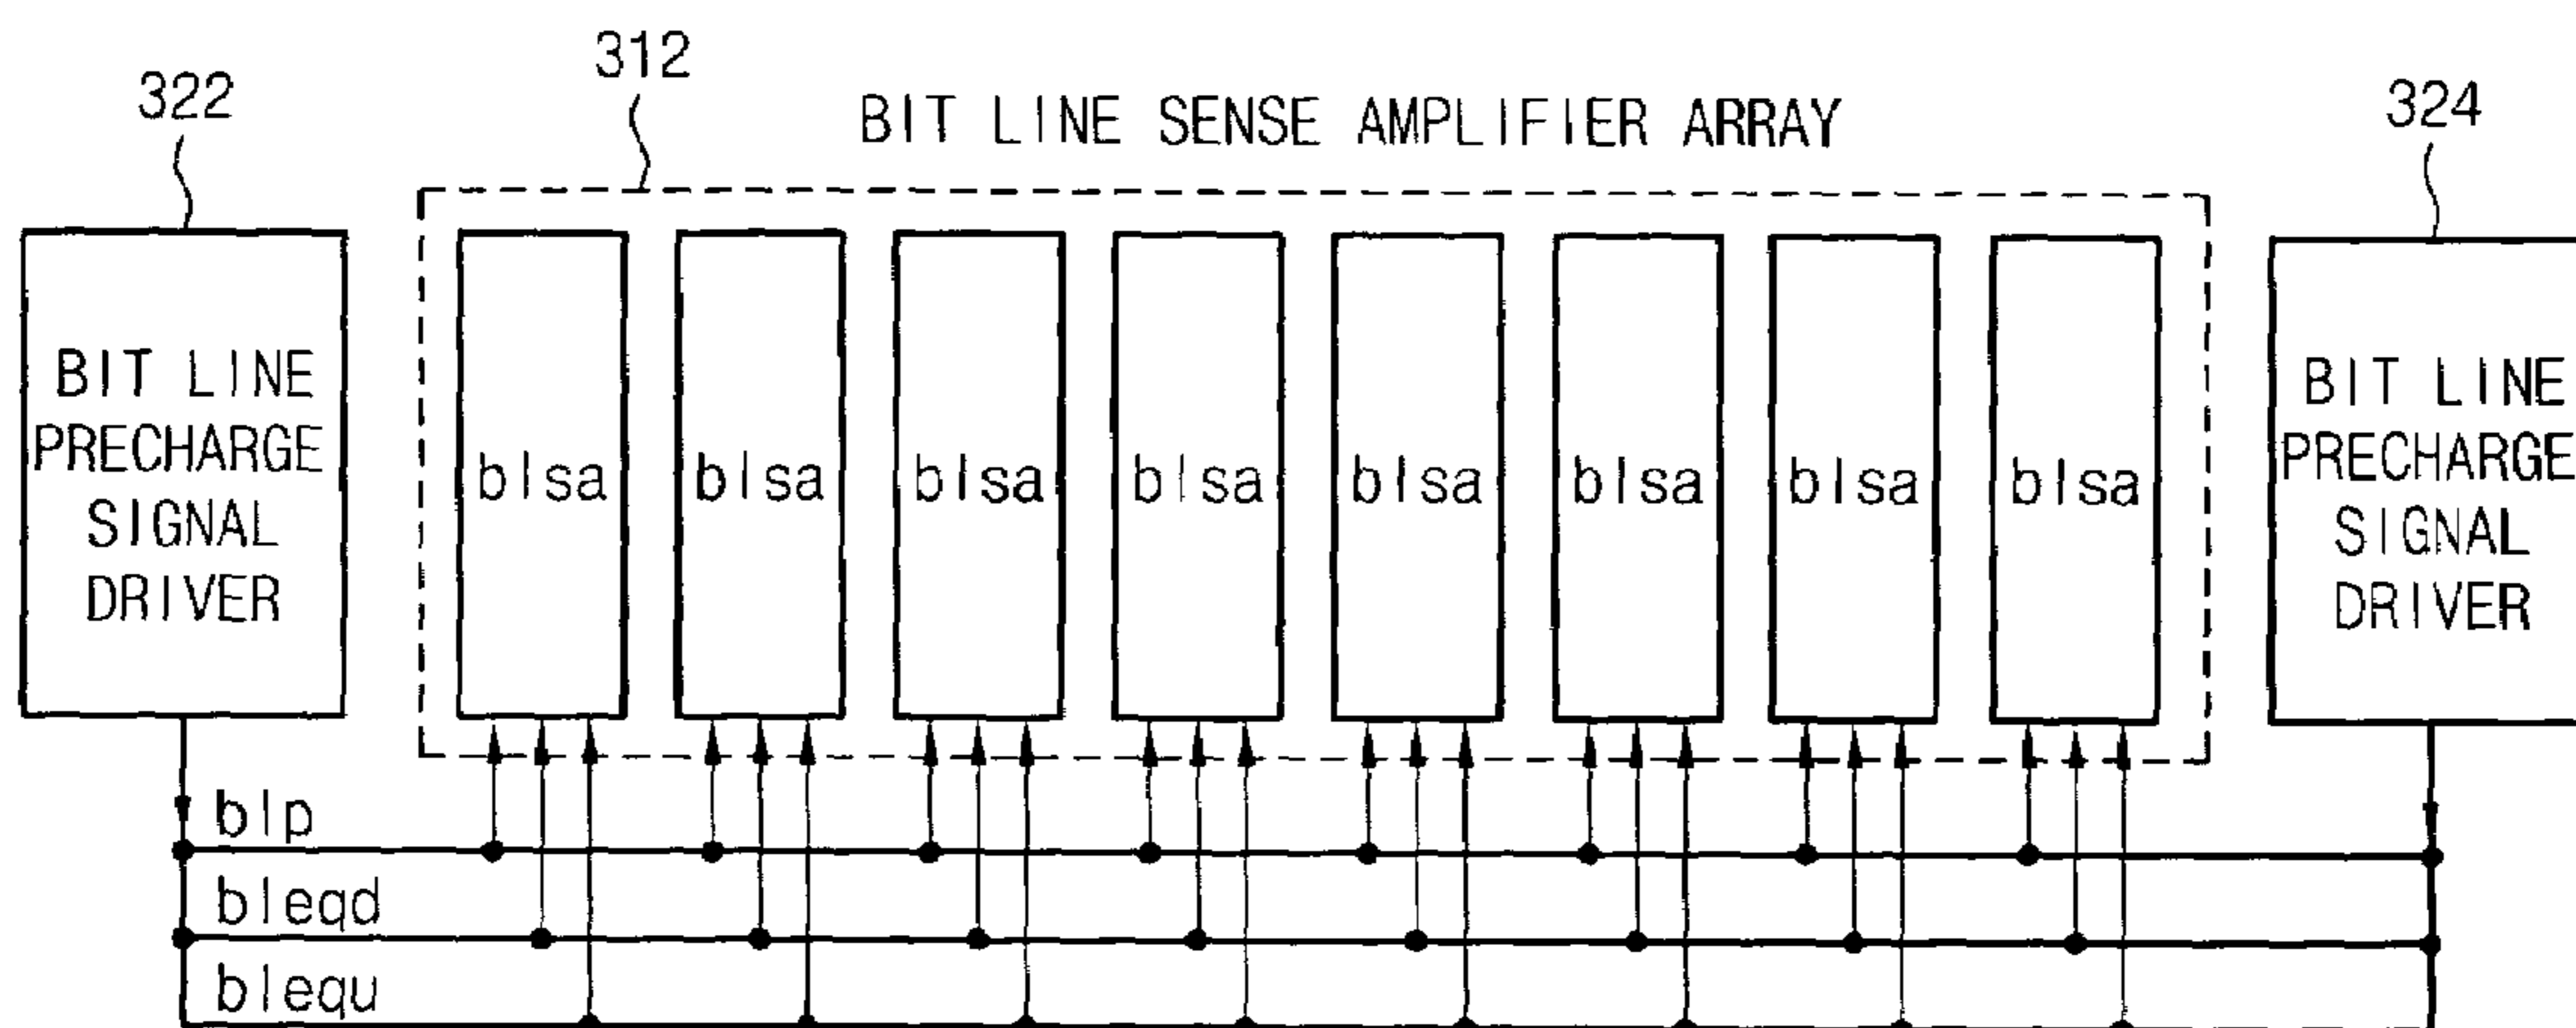 312
322
BIT LINE SENSE AMPLIFIER ARRAY
324
BIT LINE
PRECHARGE
SIGNAL
DRIVER
blsa
blsa
blsa
blsa
blsa
blsa
blsa
blsa
BIT LINE
PRECHARGE
SIGNAL
DRIVER
blp
bleqd
blequ